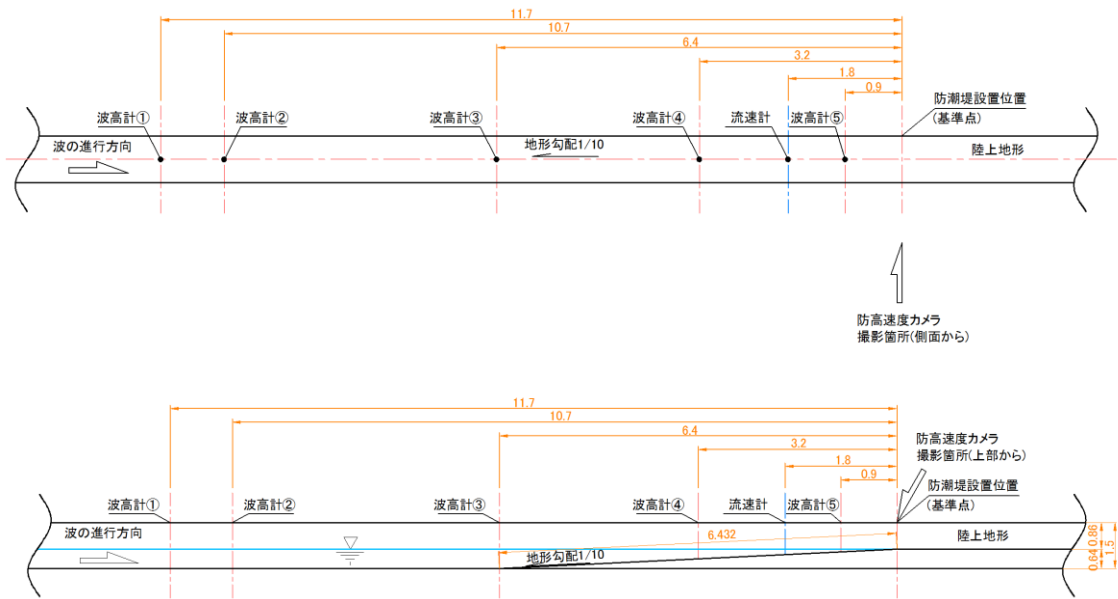 11.7
10.7
6.4
3.2
1.8
0.9
波高計①
波高計②
波高計③
波高計④
流速計
波高計⑤
防潮堤設置位置
(基準点)
波の進行方向
地形勾配1/10
陸上地形
防高速度カメラ
撮影箇所(側面から)
11.7
10.7
6.4
3.2
1.8
0.9
防高速度カメラ
撮影箇所(上部から)
波高計①
波高計②
波高計③
波高計④
流速計
波高計⑤
防潮堤設置位置
(基準点)
波の進行方向
6.432
地形勾配1/10
陸上地形
0.86
0.64
1.5